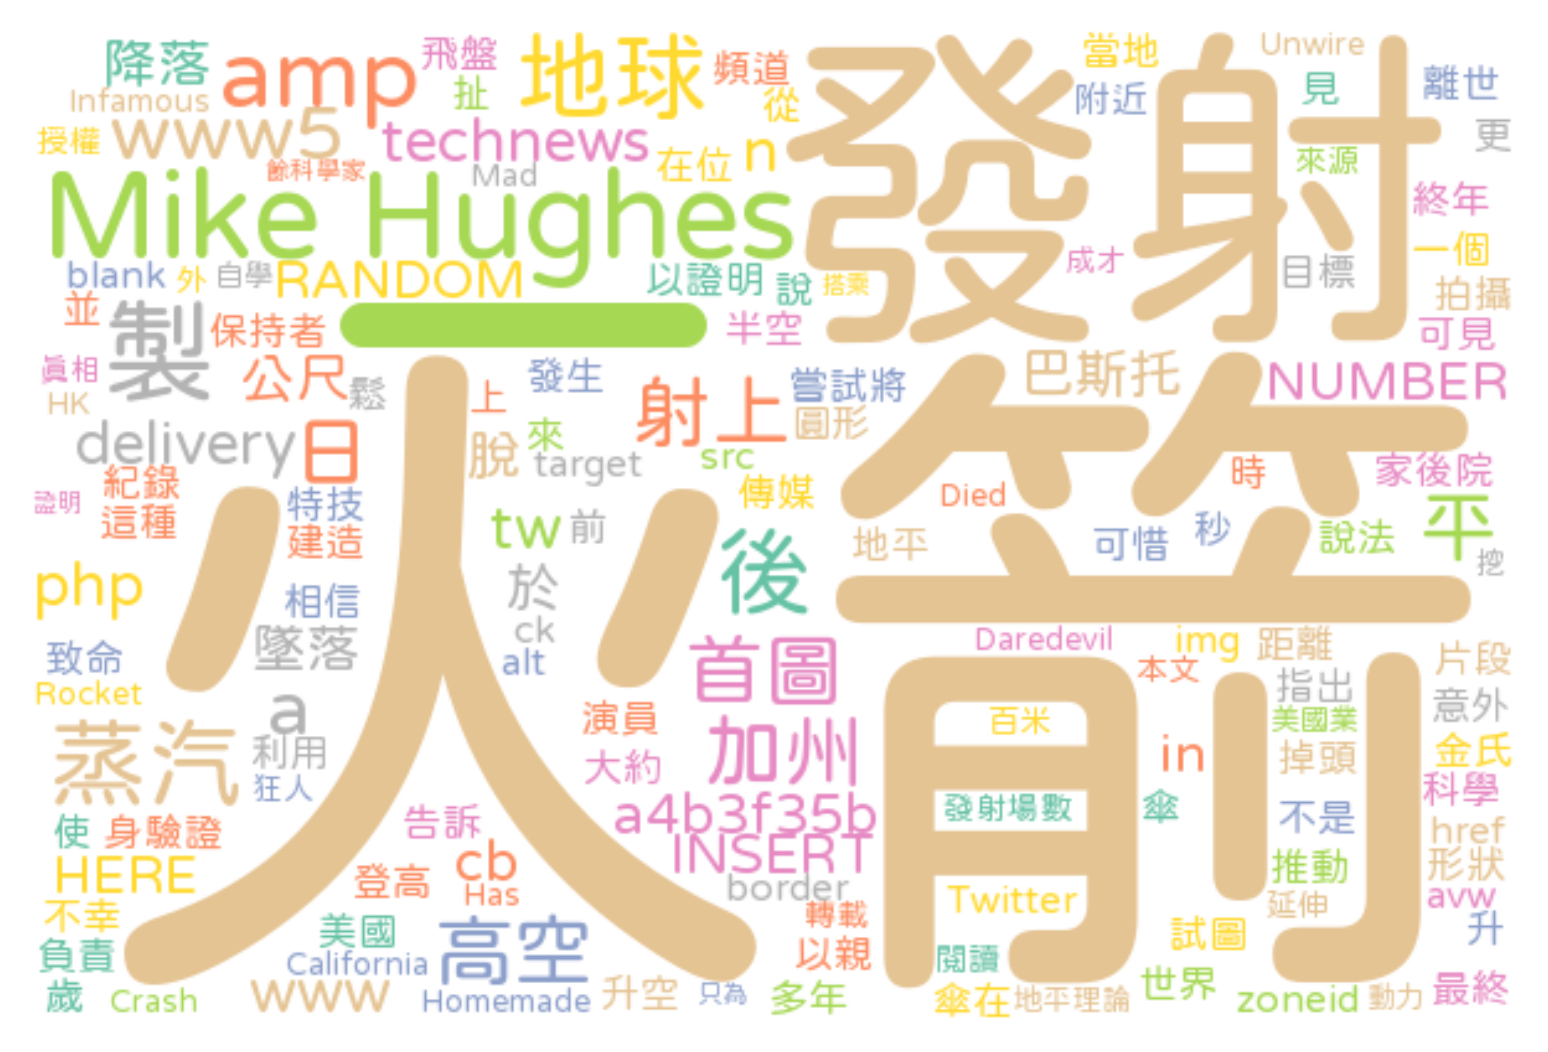 降落 amp 飛盤 地球 頻道 當地 Unwire
Infamous 扯 從 附近 見 離世
授權 www5 technews 在位 n 發射 來源 更
餘科學家 Mad 終年
Mike Hughes 成才 一個
blank 外 自學 RANDOM 以證明 說 搭乘 目標 拍攝
並 製 保持者 一 半空 可見
真相 公尺 鬆 發生 嘗試將 巴斯托 NUMBER
HK 上 射上 圓形
delivery 日 脫 來 target src 家後院
證明 紀錄 特技 傳媒 Died 時
這種 建造 tw 前 後 地平 可惜 秒 說法 平
php 相信 火 於 箭 挖
致命 墜落 ck 首圖 Daredevil img 距離 片段
Rocket alt 本文 指出 意外
a 演員 百米 美國業
蒸汽 利用 大約 加州 in 掉頭 金氏
狂人 科學
使 身驗證 告訴 a4b3f35b 發射場數 傘 不是 href
HERE 登高 cb INSERT 推動 形狀
Has border Twitter 延伸 avw
不幸 美國 高空 轉載 試圖 升
負責 California 以親 閱讀
歲 Crash www Homemade 升空 只為 多年 傘在 地平理論 世界 zoneid 動力 最終